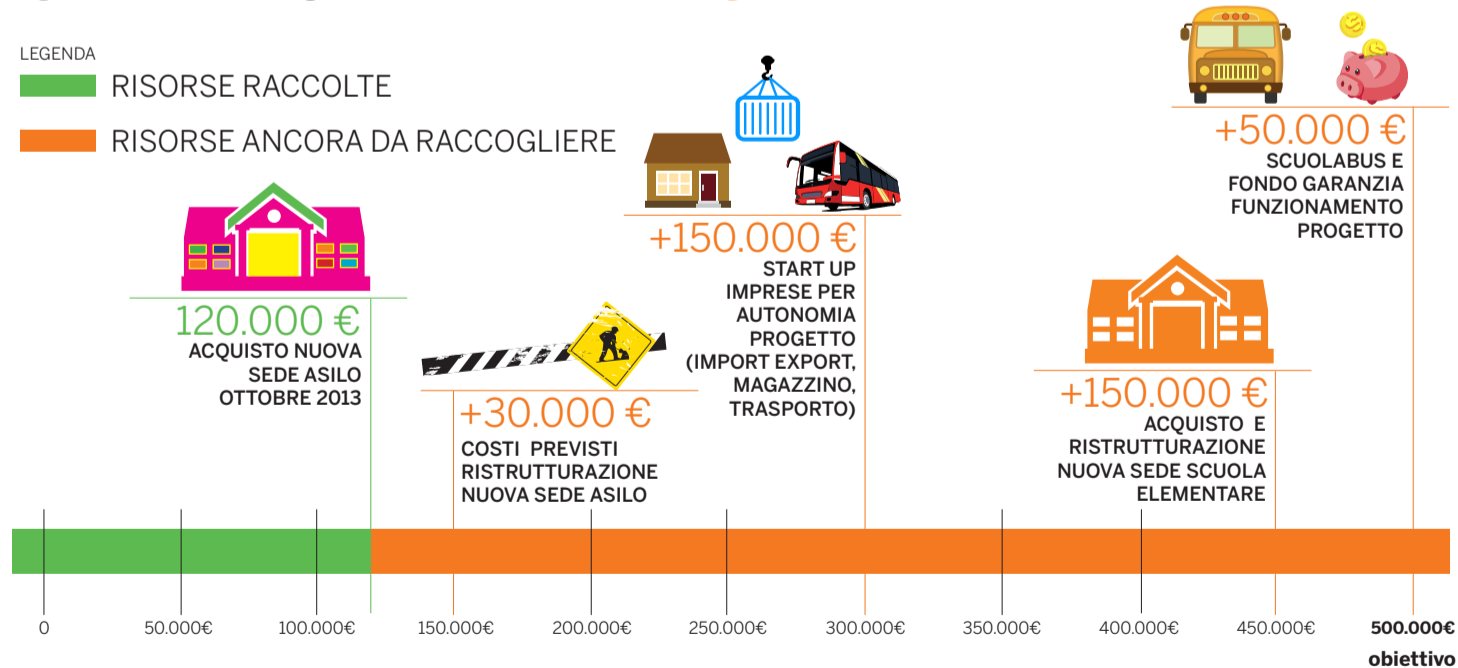 LEGENDA
RISORSE RACCOLTE
RISORSE ANCORA DA RACCOGLIERE
120.000 €
ACQUISTO NUOVA
SEDE ASILO
OTTOBRE 2013
+30.000 €
COSTI PREVISTI
RISTRUTTURAZIONE
NUOVA SEDE ASILO
+150.000 €
START UP
IMPRESE PER
AUTONOMIA
PROGETTO
(IMPORT EXPORT,
MAGAZZINO,
TRASPORTO)
+150.000 €
ACQUISTO E
RISTRUTTURAZIONE
NUOVA SEDE SCUOLA
ELEMENTARE
+50.000 €
SCUOLABUS E
FONDO GARANZIA
FUNZIONAMENTO
PROGETTO
0 50.000€ 100.000€ 150.000€ 200.000€ 250.000€ 300.000€ 350.000€ 400.000€ 450.000€ 500.000€
obiettivo